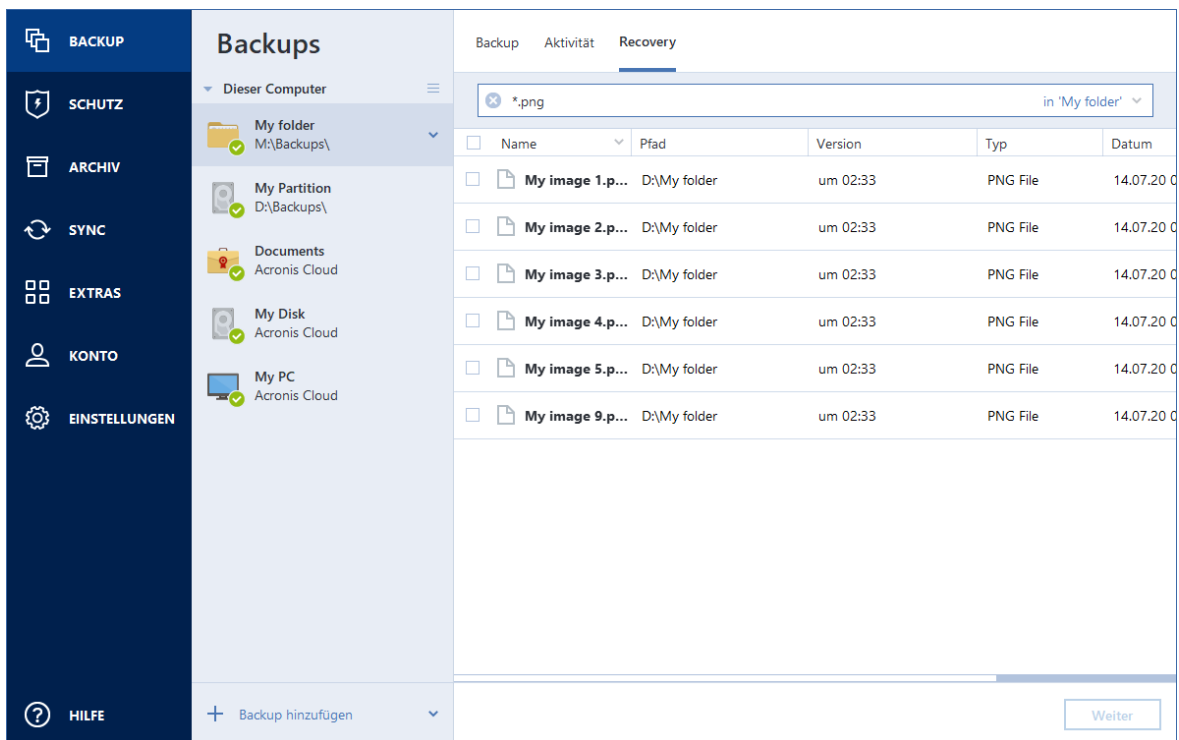 BACKUP
SCHUTZ
ARCHIV
SYNC
EXTRAS
KONTO
EINSTELLUNGEN
HILFE
Backups
Dieser Computer
My folder
M:\Backups\
My Partition
D:\Backups\
Documents
Acronis Cloud
My Disk
Acronis Cloud
My PC
Acronis Cloud
Backup hinzufügen
Backup Aktivität Recovery
*.png in 'My folder'
Name Pfad Version Typ Datum
My image 1.p... D:\My folder um 02:33 PNG File 14.07.20 0
My image 2.p... D:\My folder um 02:33 PNG File 14.07.20 0
My image 3.p... D:\My folder um 02:33 PNG File 14.07.20 0
My image 4.p... D:\My folder um 02:33 PNG File 14.07.20 0
My image 5.p... D:\My folder um 02:33 PNG File 14.07.20 0
My image 9.p... D:\My folder um 02:33 PNG File 14.07.20 0
Weiter